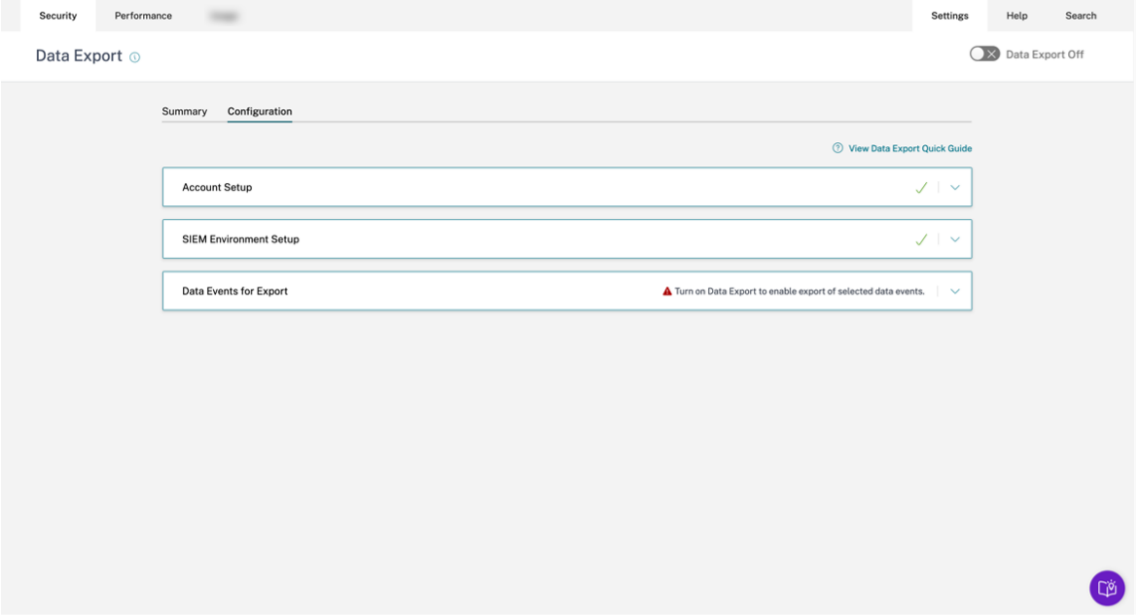 Security Performance Settings Help Search
Data Export Data Export Off
Summary Configuration
View Data Export Quick Guide
Account Setup
SIEM Environment Setup
Data Events for Export Turn on Data Export to enable export of selected data events.